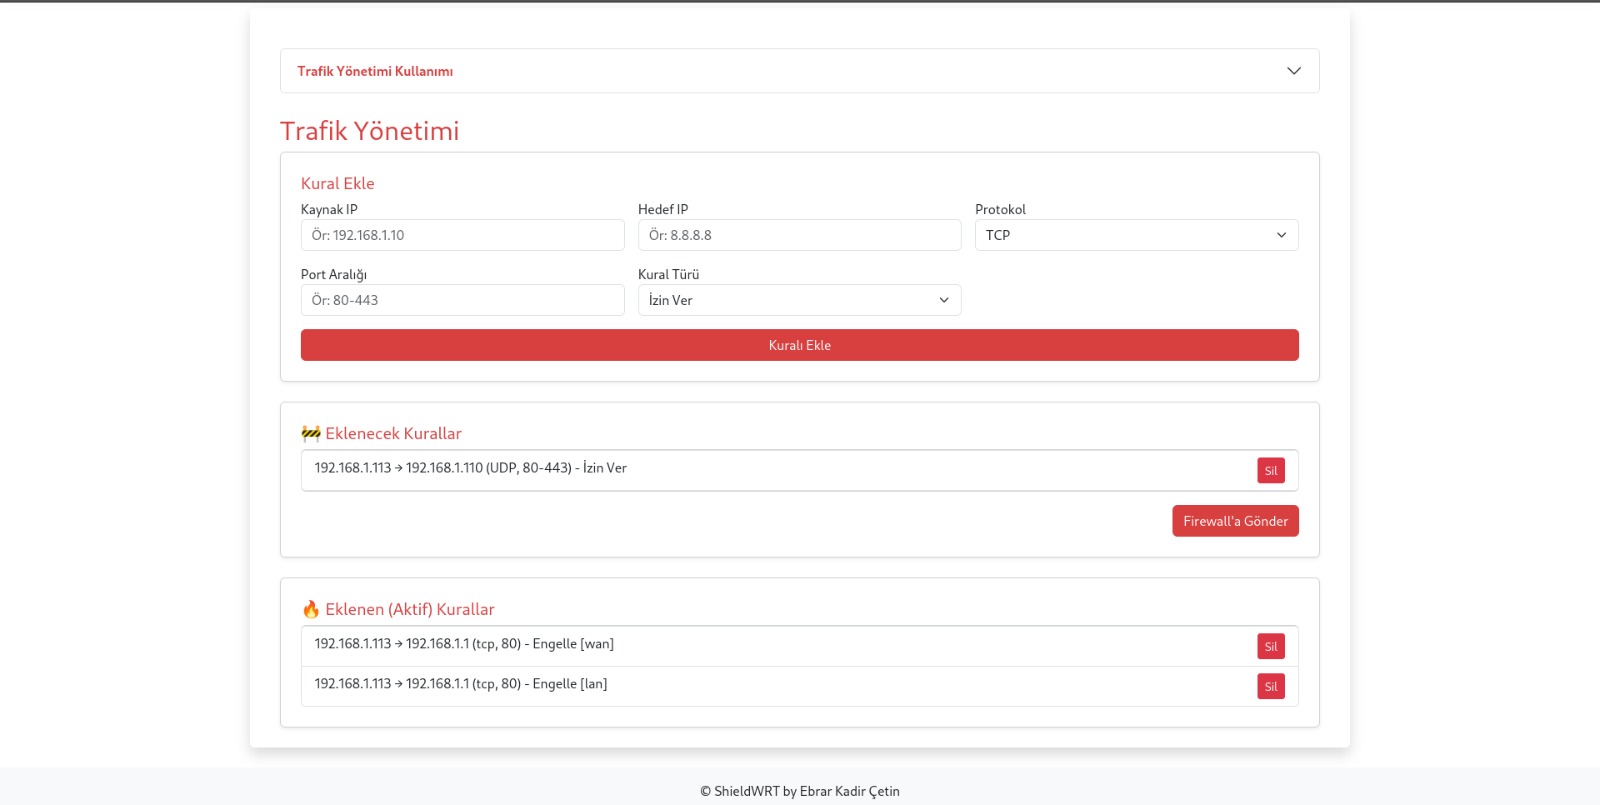 Trafik Yönetimi Kullanımı
Trafik Yönetimi
Kural Ekle
Kaynak IP
Hedef IP
Protokol
Ör: 192.168.1.10
Ör: 8.8.8.8
TCP
Port Aralığı
Kural Türü
Ör: 80-443
İzin Ver
Kuralı Ekle
🚧 Eklenecek Kurallar
192.168.1.113 → 192.168.1.110 (UDP, 80-443) - İzin Ver
Sil
Firewall'a Gönder
🔥 Eklenen (Aktif) Kurallar
192.168.1.113 → 192.168.1.1 (tcp, 80) - Engelle [wan]
Sil
192.168.1.113 → 192.168.1.1 (tcp, 80) - Engelle [lan]
Sil
© ShieldWRT by Ebrar Kadir Çetin